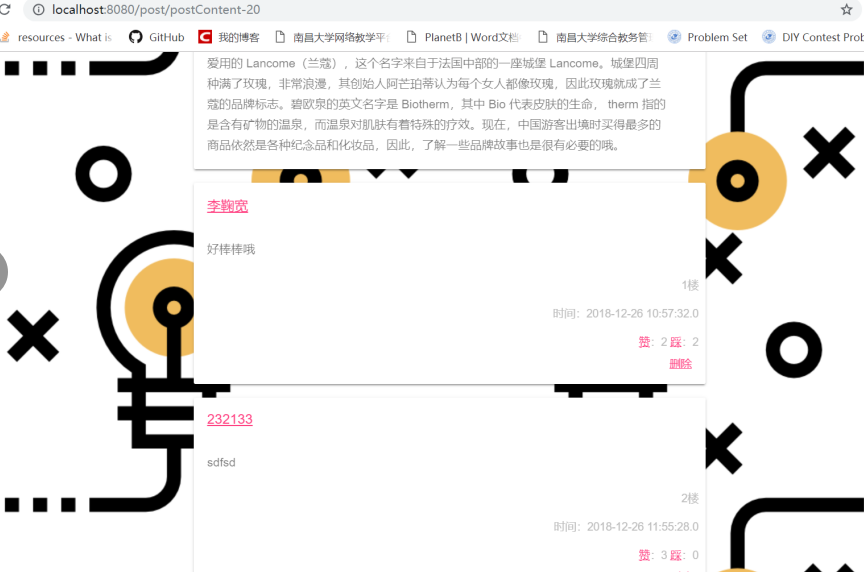 localhost:8080/post/postContent-20
resources - What is
GitHub
我的博客
南昌大学网络教学平
PlanetB | Word文档
南昌大学综合教务管
Problem Set
DIY Contest Prob
爱用的 Lancome（兰蔻），这个名字来自于法国中部的一座城堡 Lancome。城堡四周
种满了玫瑰，非常浪漫，其创始人阿芒珀蒂认为每个女人都像玫瑰，因此玫瑰就成了兰
蔻的品牌标志。碧欧泉的英文名字是 Biotherm，其中 Bio 代表皮肤的生命， therm 指的
是含有矿物的温泉，而温泉对肌肤有着特殊的疗效。现在，中国游客出境时买得最多的
商品依然是各种纪念品和化妆品，因此，了解一些品牌故事也是很有必要的哦。
李鞠宽
好棒棒哦
1楼
时间：2018-12-26 10:57:32.0
赞：2 踩：2
删除
232133
sdfsd
2楼
时间：2018-12-26 11:55:28.0
赞：3 踩：0